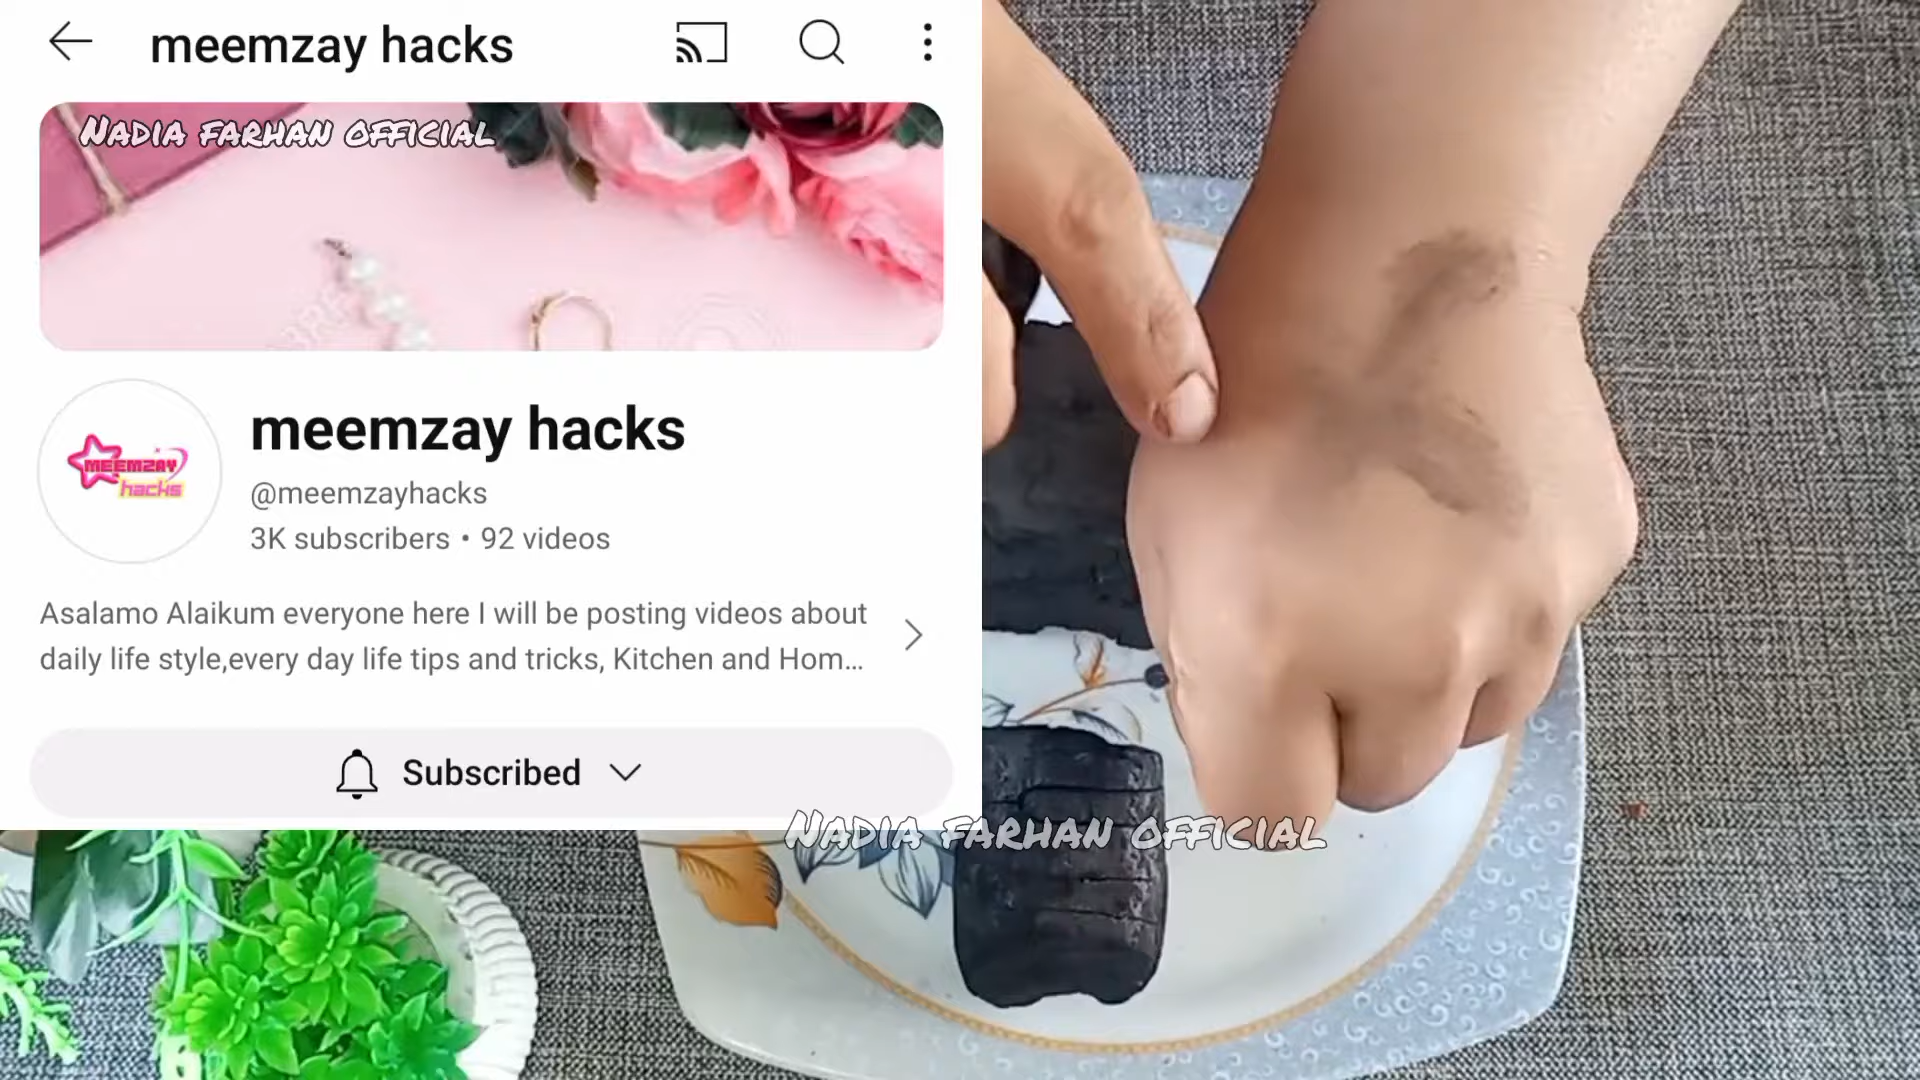 meemzay hacks
NADIA FARHAN OFFICIAL
MEEMZAY
hacks
meemzay hacks
@meemzayhacks
3K subscribers • 92 videos
Asalamo Alaikum everyone here I will be posting videos about
daily life style,every day life tips and tricks, Kitchen and Hom...
Subscribed
NADIA FARHAN OFFICIAL